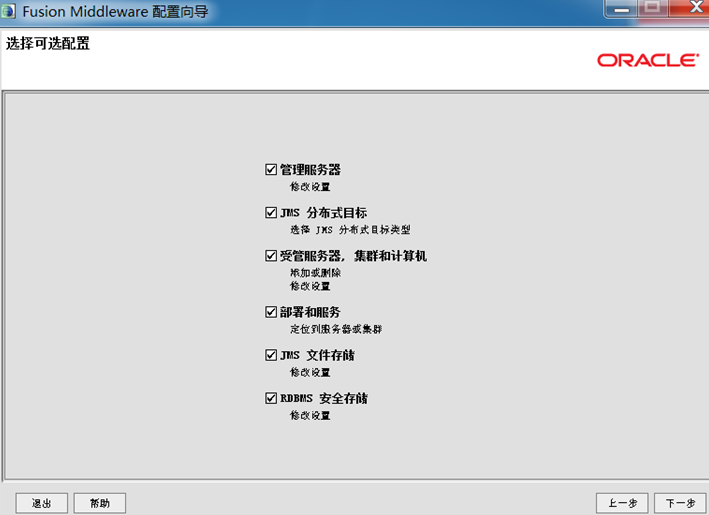 Fusion Middleware 配置向导
选择可选配置
ORACLE
管理服务器
修改设置
JMS 分布式目标
选择 JMS 分布式目标类型
受管服务器, 集群和计算机
添加或删除
修改设置
部署和服务
定位到服务器或集群
JMS 文件存储
修改设置
RDBMS 安全存储
修改设置
退出 帮助 上一步 下一步